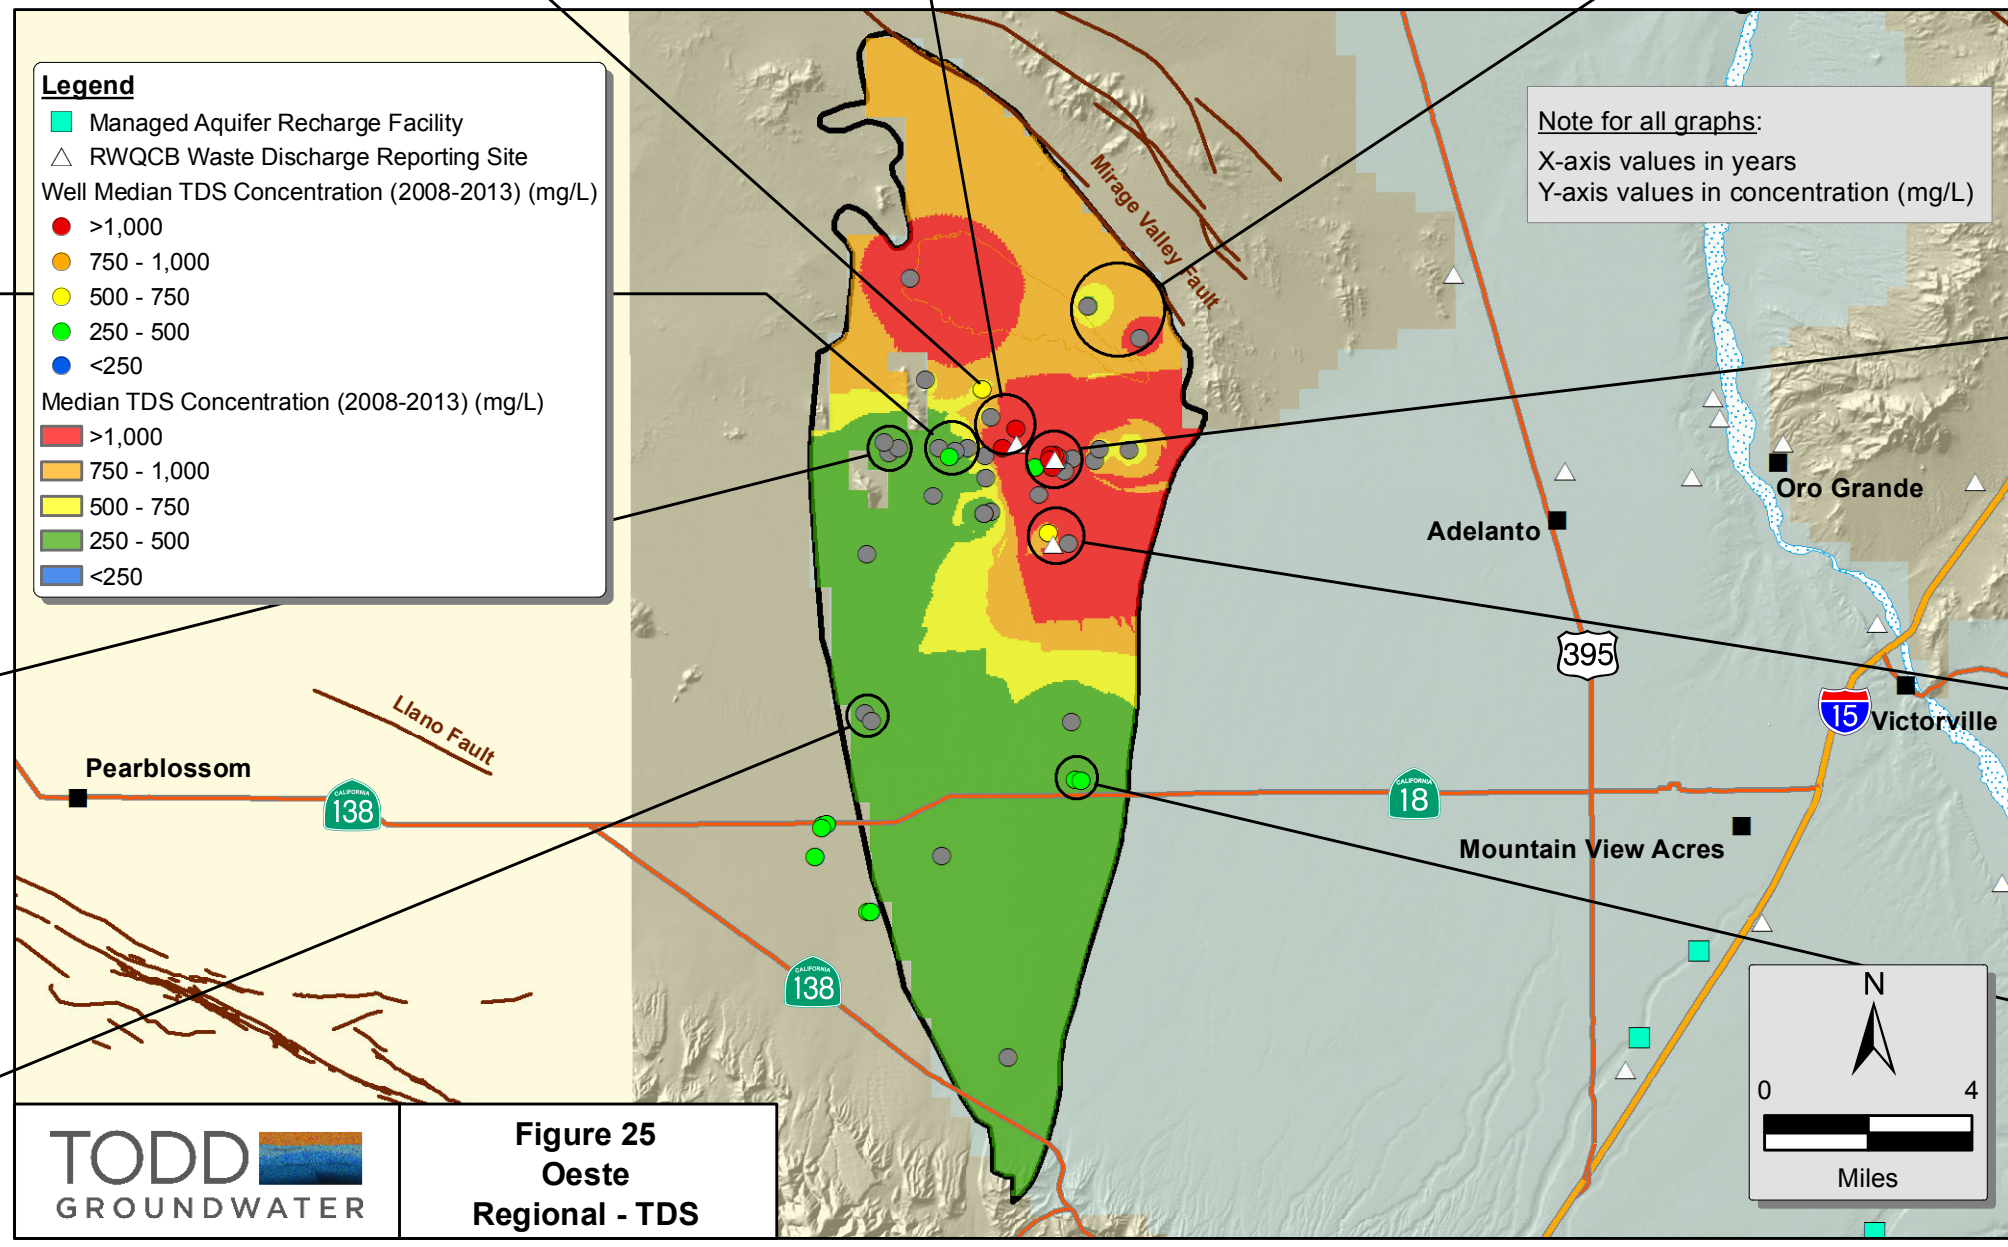 Legend
Managed Aquifer Recharge Facility
RWQCB Waste Discharge Reporting Site
Well Median TDS Concentration (2008-2013) (mg/L)
>1,000
750 - 1,000
500 - 750
250 - 500
<250
Median TDS Concentration (2008-2013) (mg/L)
>1,000
750 - 1,000
500 - 750
250 - 500
<250
Note for all graphs:
X-axis values in years
Y-axis values in concentration (mg/L)
Mirage Valley Fault
Oro Grande
Adelanto
395
15
Victorville
Llano Fault
Pearblossom
CALIFORNIA
138
CALIFORNIA
18
Mountain View Acres
CALIFORNIA
138
N
0 4
Miles
TODD
GROUNDWATER
Figure 25
Oeste
Regional - TDS